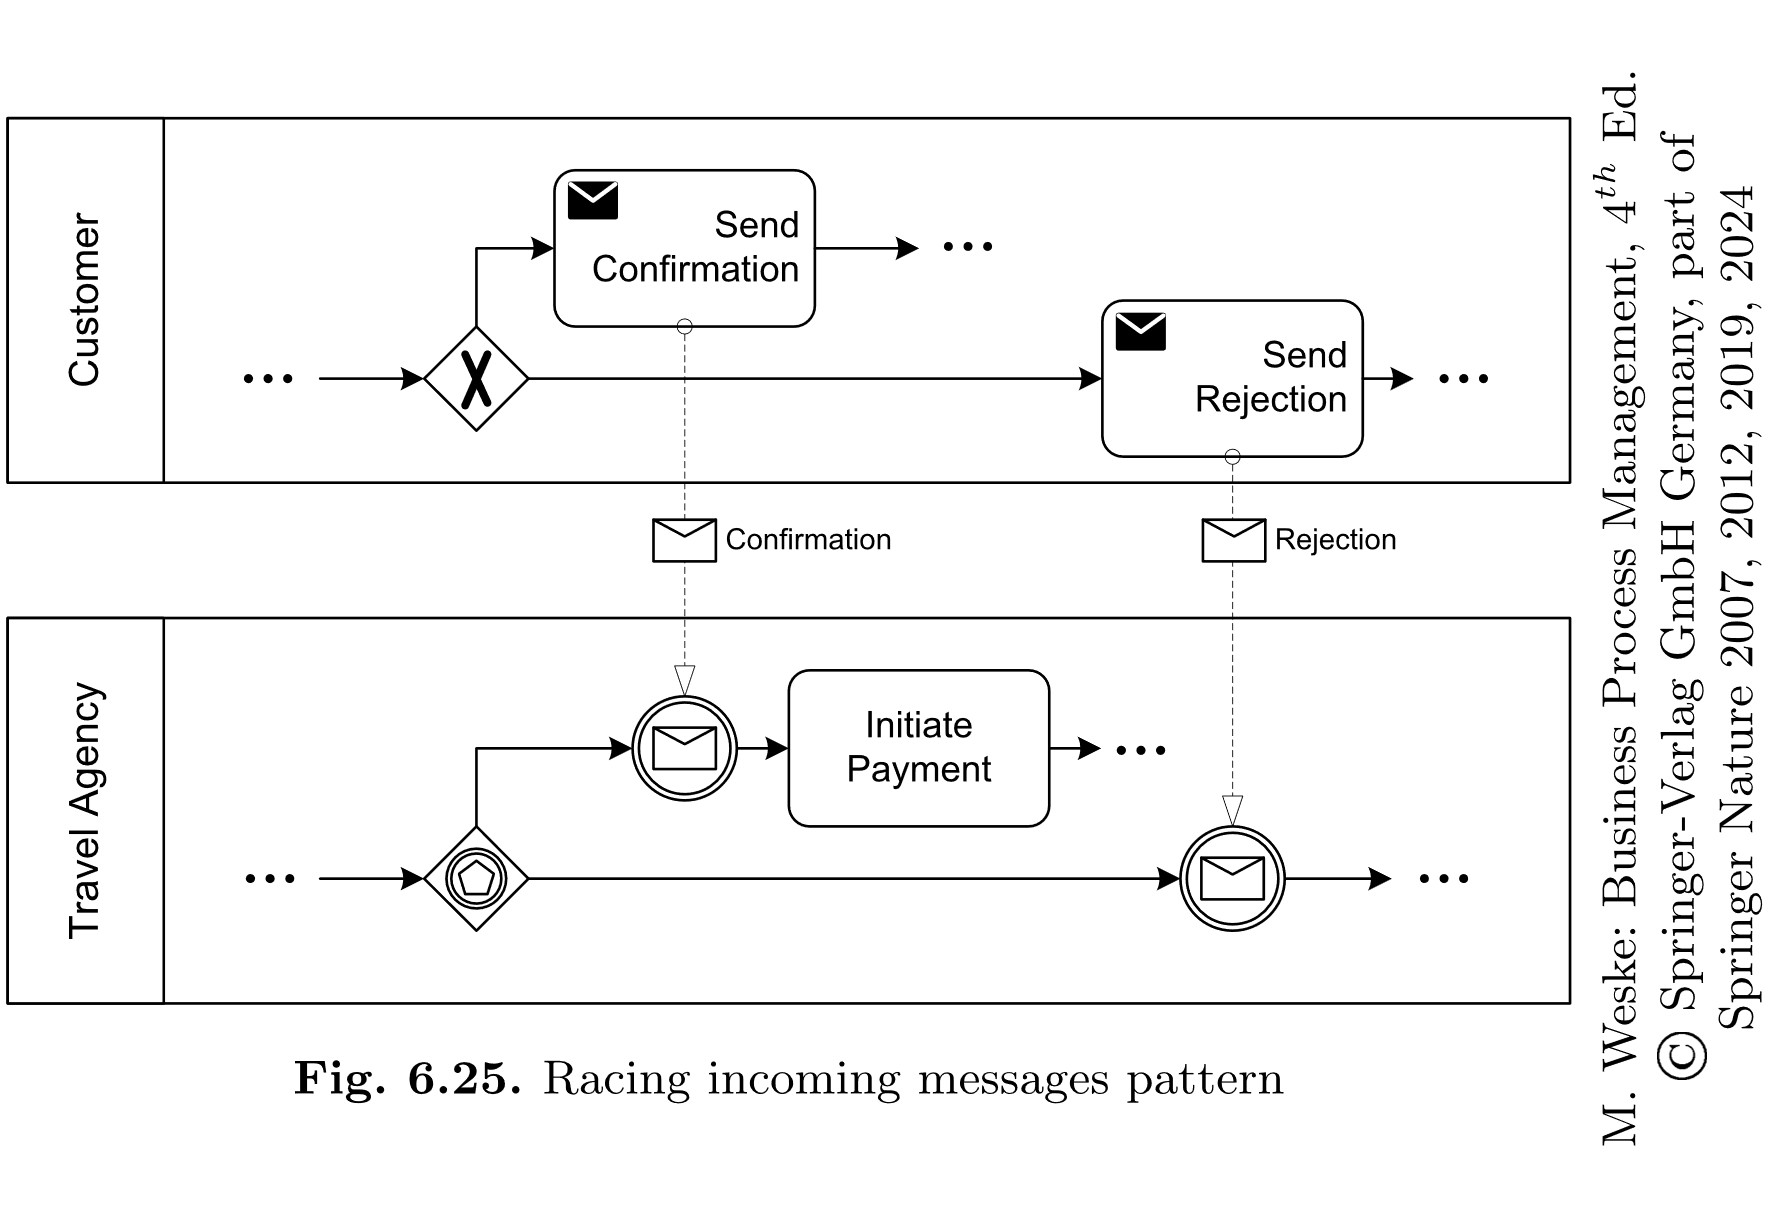 Customer
Send
Confirmation
Send
Rejection
Confirmation
Rejection
Travel Agency
Initiate
Payment
Fig. 6.25. Racing incoming messages pattern
M. Weske: Business Process Management, 4th Ed.
© Springer-Verlag GmbH Germany, part of
Springer Nature 2007, 2012, 2019, 2024